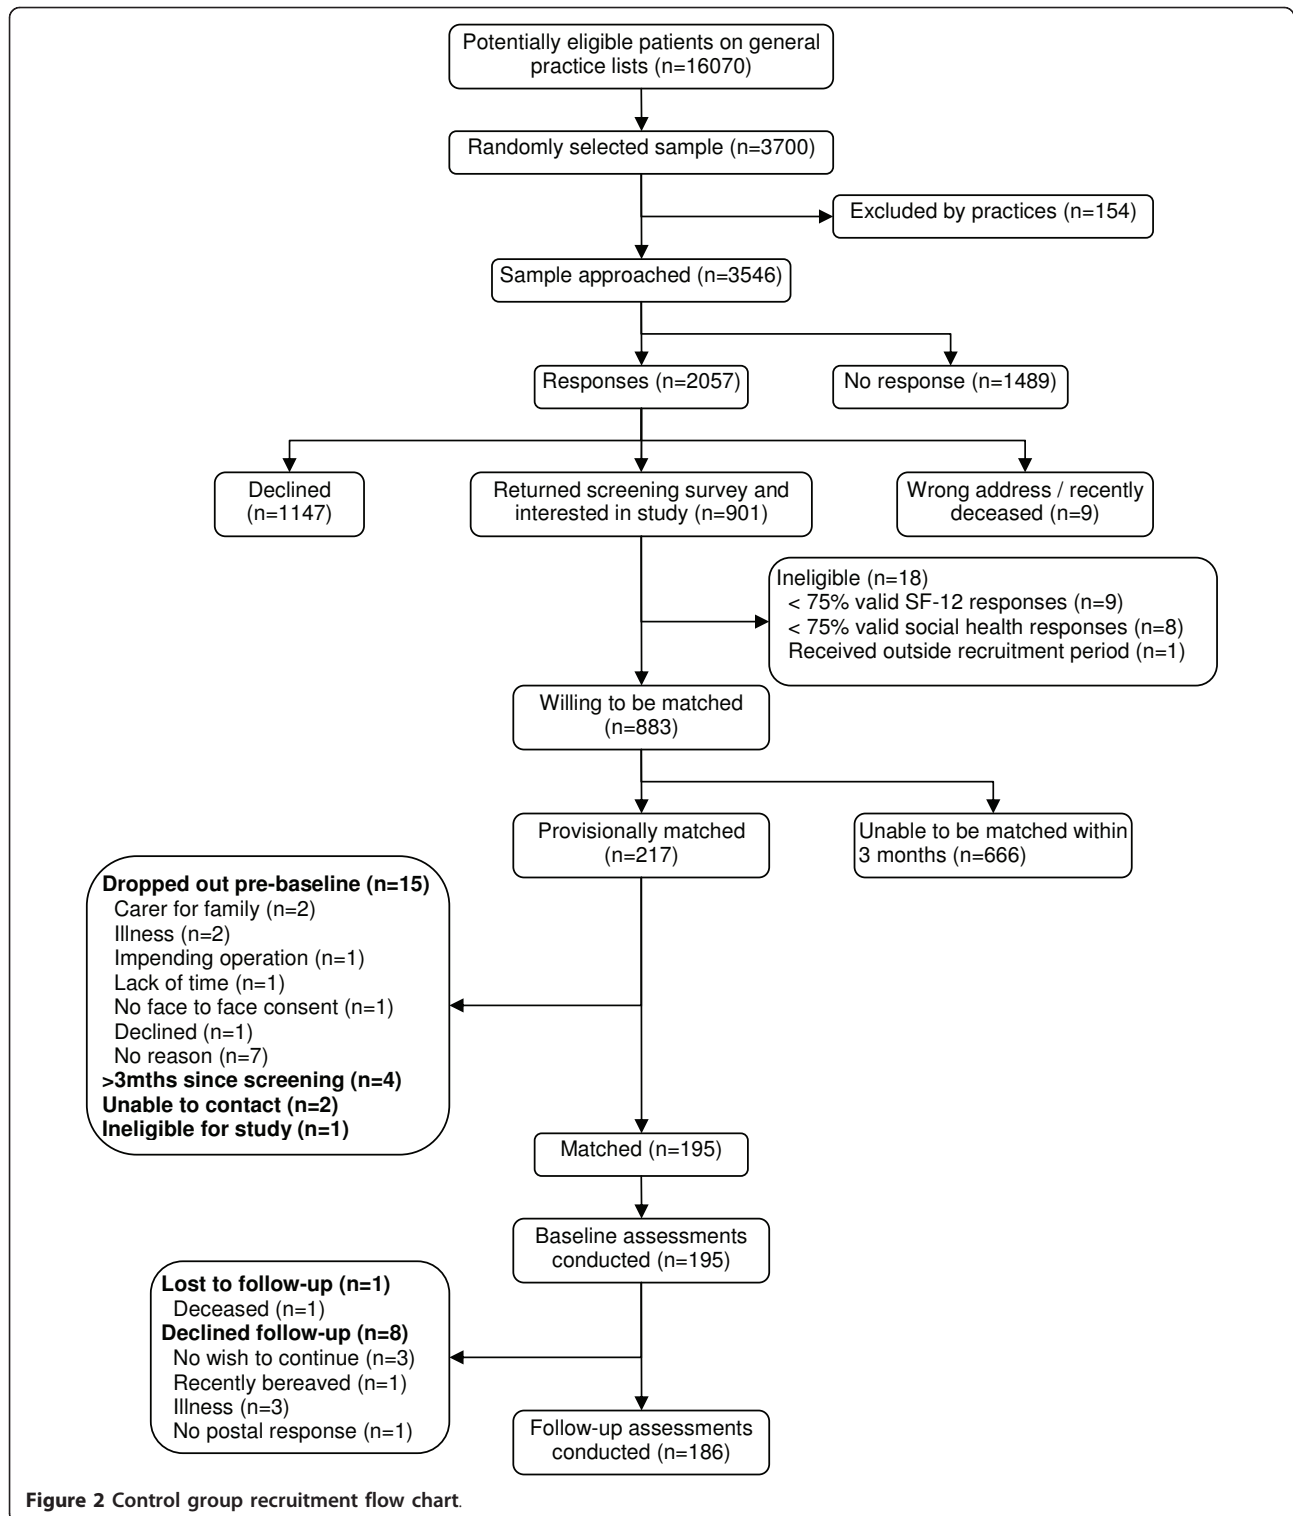 Potentially eligible patients on general
practice lists (n=16070)
Randomly selected sample (n=3700)
Excluded by practices (n=154)
Sample approached (n=3546)
Responses (n=2057)
No response (n=1489)
Declined
(n=1147)
Returned screening survey and
interested in study (n=901)
Wrong address / recently
deceased (n=9)
Ineligible (n=18)
< 75% valid SF-12 responses (n=9)
< 75% valid social health responses (n=8)
Received outside recruitment period (n=1)
Willing to be matched
(n=883)
Provisionally matched
(n=217)
Unable to be matched within
3 months (n=666)
Dropped out pre-baseline (n=15)
Carer for family (n=2)
Illness (n=2)
Impending operation (n=1)
Lack of time (n=1)
No face to face consent (n=1)
Declined (n=1)
No reason (n=7)
>3mths since screening (n=4)
Unable to contact (n=2)
Ineligible for study (n=1)
Matched (n=195)
Baseline assessments
conducted (n=195)
Lost to follow-up (n=1)
Deceased (n=1)
Declined follow-up (n=8)
No wish to continue (n=3)
Recently bereaved (n=1)
Illness (n=3)
No postal response (n=1)
Follow-up assessments
conducted (n=186)
Figure 2 Control group recruitment flow chart.